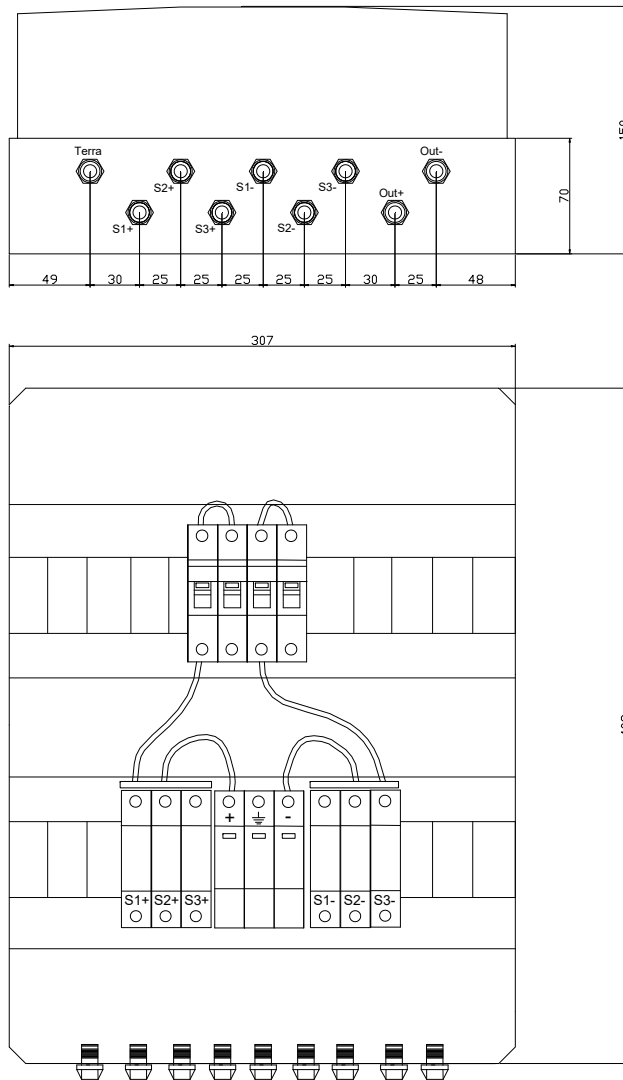 Terra
Out-
S2+
S1-
S3-
Out+
S1+
S3+
S2-
70
49 30 25 25 25 25 25 30 25 48
307
+ -
S1+ S2+ S3+ S1- S2- S3-